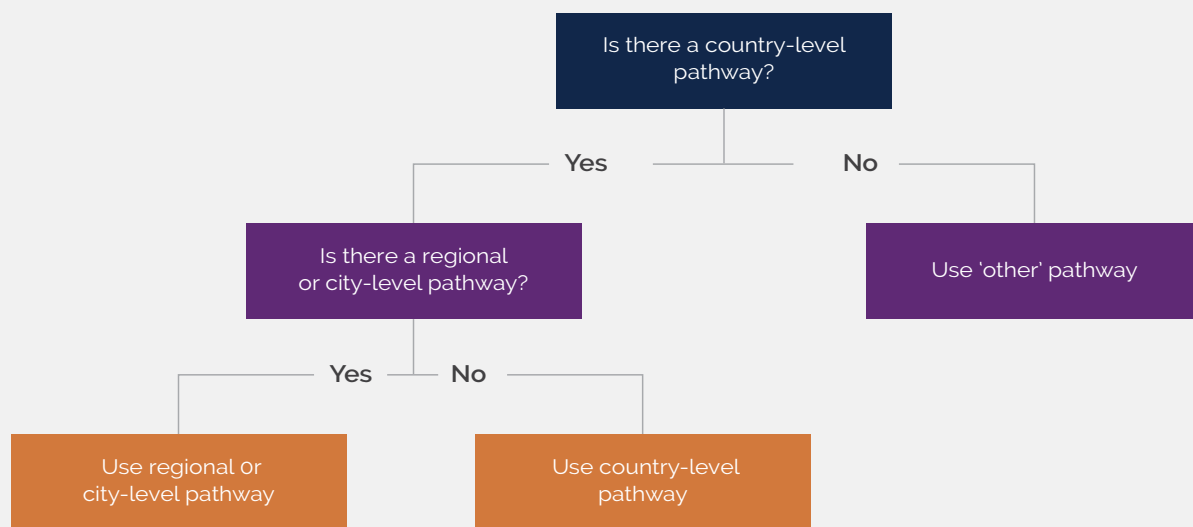 Is there a country-level
pathway?
Yes
No
Is there a regional
or city-level pathway?
Use ‘other’ pathway
Yes
No
Use regional 0r
city-level pathway
Use country-level
pathway